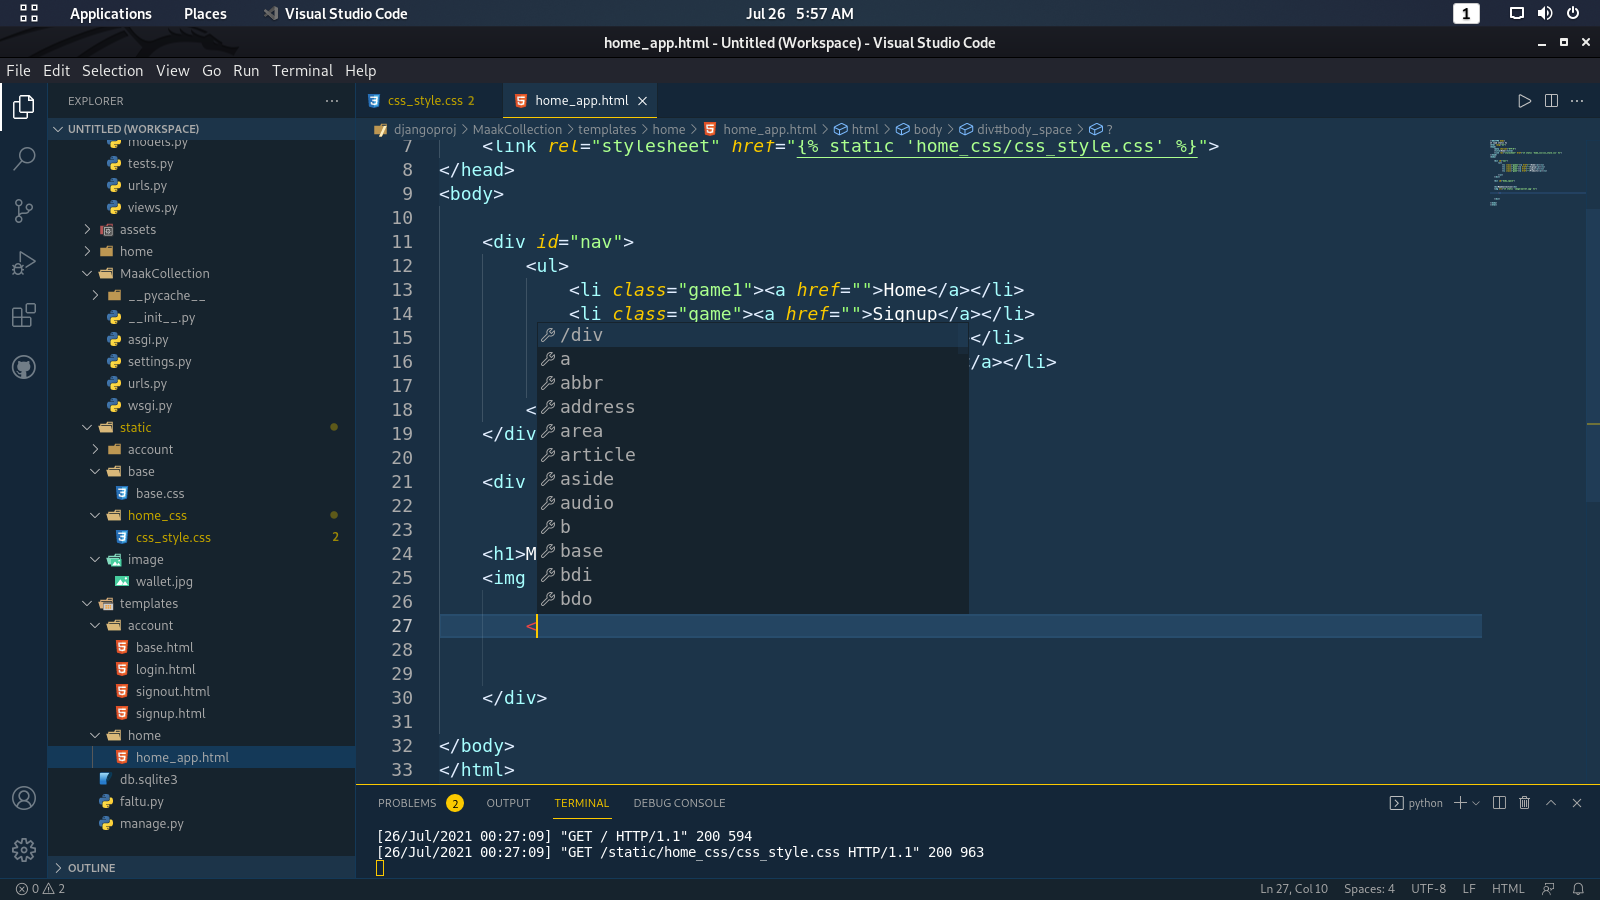 Applications Places Visual Studio Code Jul 26 5:57 AM 1
home_app.html - Untitled (Workspace) - Visual Studio Code
File Edit Selection View Go Run Terminal Help
EXPLORER ...
UNTITLED (WORKSPACE)
models.py
tests.py
urls.py
views.py
assets
home
MaakCollection
__pycache__
__init__.py
asgi.py
settings.py
urls.py
wsgi.py
static
account
base
base.css
home_css
css_style.css 2
image
wallet.jpg
templates
account
base.html
login.html
signout.html
signup.html
home
home_app.html
db.sqlite3
faltu.py
manage.py
OUTLINE
css_style.css 2 home_app.html
djangoproj > MaakCollection > templates > home > home_app.html > html > body > div#body_space > ?
7 <link rel="stylesheet" href="{% static 'home_css/css_style.css' %}">
8 </head>
9 <body>
10
11 <div id="nav">
12 <ul>
13 <li class="game1"><a href="">Home</a></li>
14 <li class="game"><a href="">Signup</a></li>
15 </li>
16 /a></li>
17
18 <
19 </div
20
21 <div
22
23
24 <h1>M
25 <img
26
27 <
28
29
30 </div>
31
32 </body>
33 </html>
/div
a
abbr
address
area
article
aside
audio
b
base
bdi
bdo
PROBLEMS 2 OUTPUT TERMINAL DEBUG CONSOLE python
[26/Jul/2021 00:27:09] "GET / HTTP/1.1" 200 594
[26/Jul/2021 00:27:09] "GET /static/home_css/css_style.css HTTP/1.1" 200 963
0 2 Ln 27, Col 10 Spaces: 4 UTF-8 LF HTML